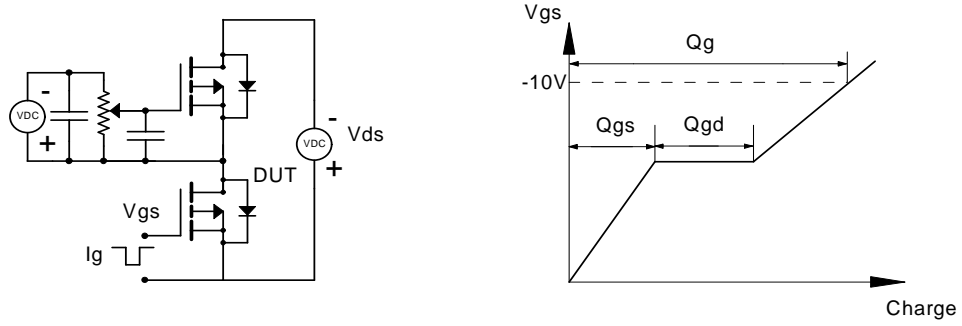 -
VDC
+
-
VDC
+
Vds
DUT
Vgs
Ig
Vgs
Qg
-10V
Qgs
Qgd
Charge